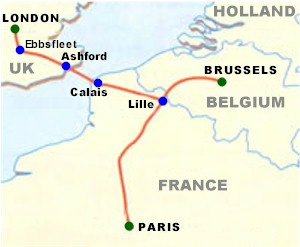 LONDON
HOLLAND
Ebbsfleet
Ashford
UK
BRUSSELS
Calais
Lille
BELGIUM
FRANCE
PARIS